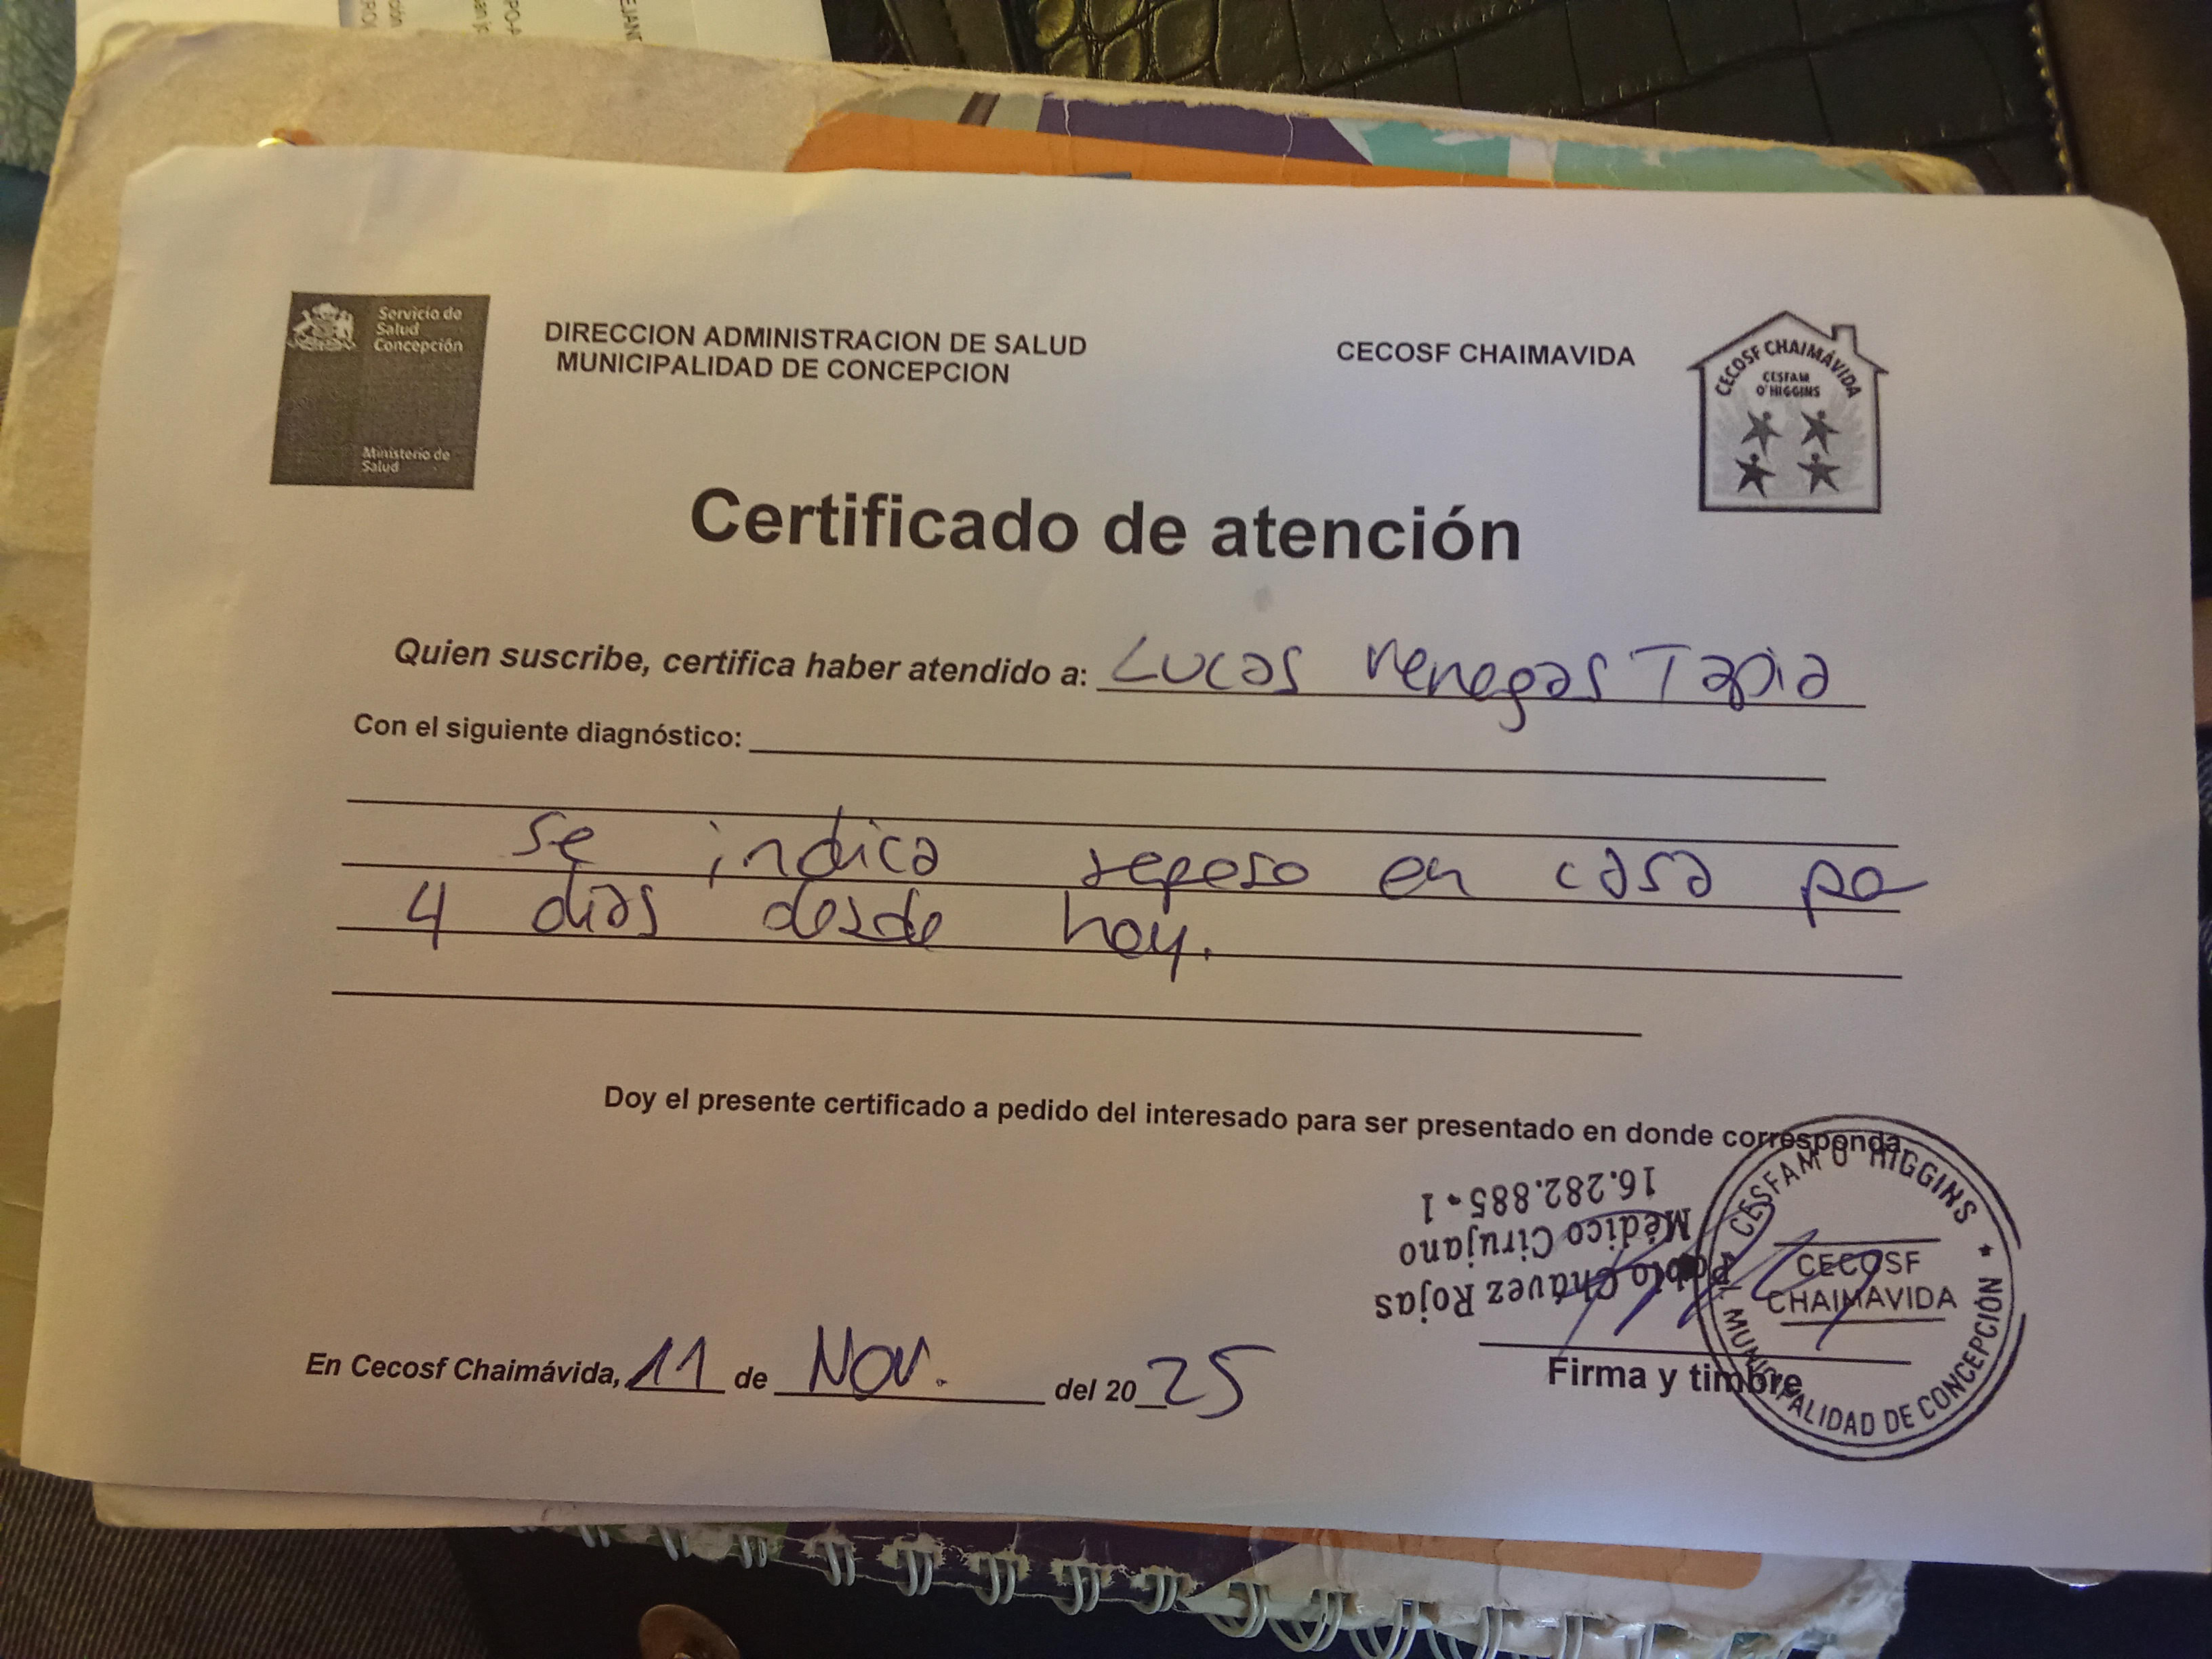 Servicio de
Salud
Concepción
Ministerio de
Salud
DIRECCION ADMINISTRACION DE SALUD
MUNICIPALIDAD DE CONCEPCION
CECOSF CHAIMAVIDA
CECOSF CHAIMÁVIDA
CESFAM
O'HIGGINS
Certificado de atención
Quien suscribe, certifica haber atendido a: Lucas Venegas Tapia
Con el siguiente diagnóstico:
Se indica reposo en casa po
4 dias desde hoy.
Doy el presente certificado a pedido del interesado para ser presentado en donde corresponda.
Pablo Chávez Rojas
Médico Cirujano
16.282.885-1
CESFAM O'HIGGINS
CECOSF
CHAIMAVIDA
I. MUNICIPALIDAD DE CONCEPCIÓN
Firma y timbre
En Cecosf Chaimávida, 11 de Nov. del 2025